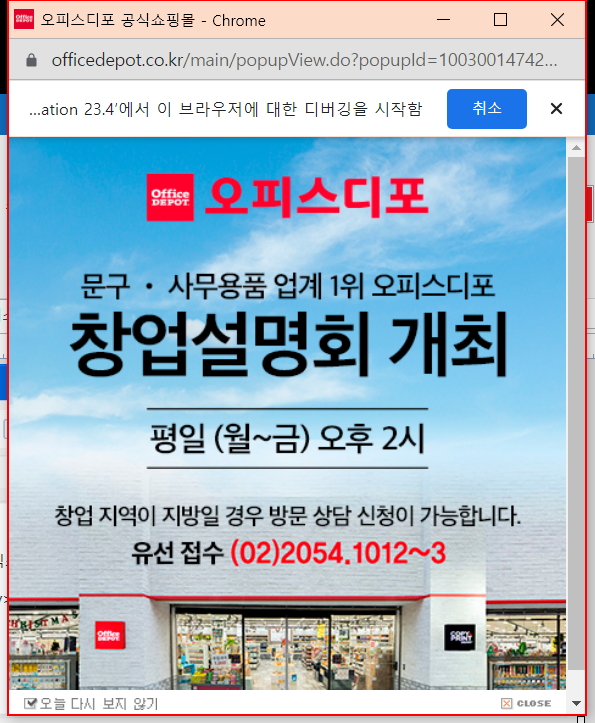 오피스디포 공식쇼핑몰 - Chrome
officedepot.co.kr/main/popupView.do?popupId=10030014742...
...ation 23.4'에서 이 브라우저에 대한 디버깅을 시작함
취소
Office DEPOT
오피스디포
문구 · 사무용품 업계 1위 오피스디포
창업설명회 개최
평일 (월~금) 오후 2시
창업 지역이 지방일 경우 방문 상담 신청이 가능합니다.
유선 접수 (02)2054.1012~3
CHRISTMAS
Office DEPOT
COPY PRINT
오늘 다시 보지 않기
CLOSE